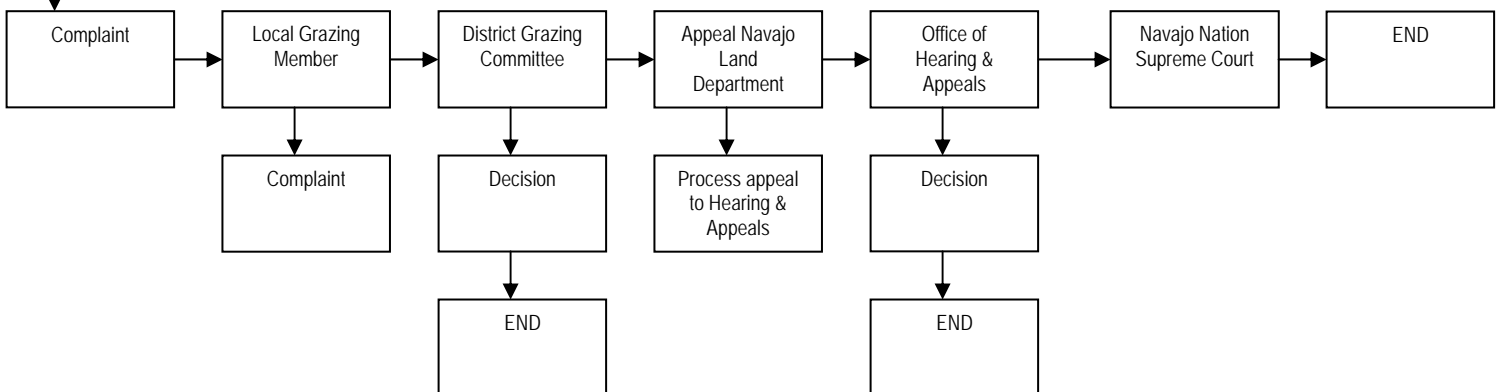 Complaint
Local Grazing
Member
District Grazing
Committee
Appeal Navajo
Land
Department
Office of
Hearing &
Appeals
Navajo Nation
Supreme Court
END
Complaint
Decision
Process appeal
to Hearing &
Appeals
Decision
END
END